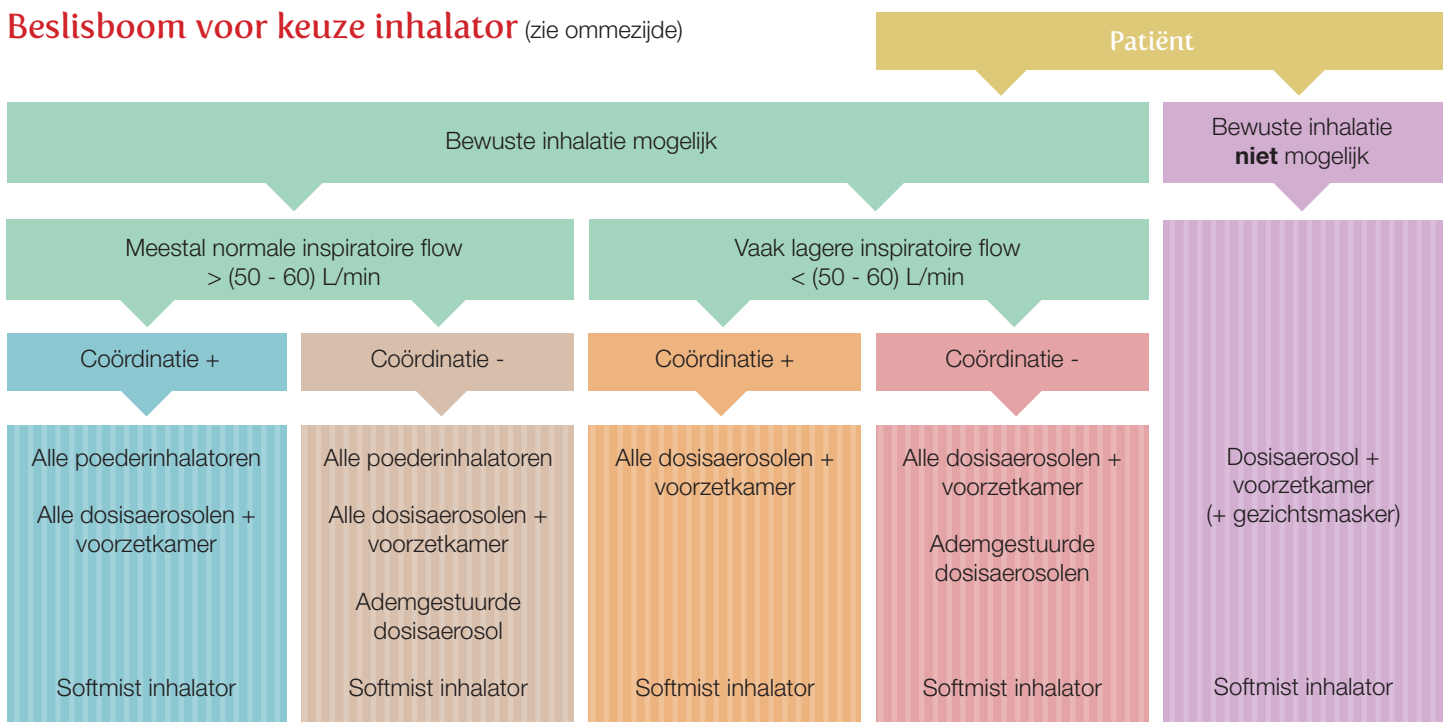 Beslisboom voor keuze inhalator (zie ommezijde)
Patiënt
Bewuste inhalatie mogelijk
Bewuste inhalatie
niet mogelijk
Meestal normale inspiratoire flow
> (50 - 60) L/min
Vaak lagere inspiratoire flow
< (50 - 60) L/min
Coördinatie +
Coördinatie -
Coördinatie +
Coördinatie -
Alle poederinhalatoren
Alle dosisaerosolen +
voorzetkamer
Softmist inhalator
Alle poederinhalatoren
Alle dosisaerosolen +
voorzetkamer
Ademgestuurde
dosisaerosol
Softmist inhalator
Alle dosisaerosolen +
voorzetkamer
Softmist inhalator
Alle dosisaerosolen +
voorzetkamer
Ademgestuurde
dosisaerosolen
Softmist inhalator
Dosisaerosol +
voorzetkamer
(+ gezichtsmasker)
Softmist inhalator